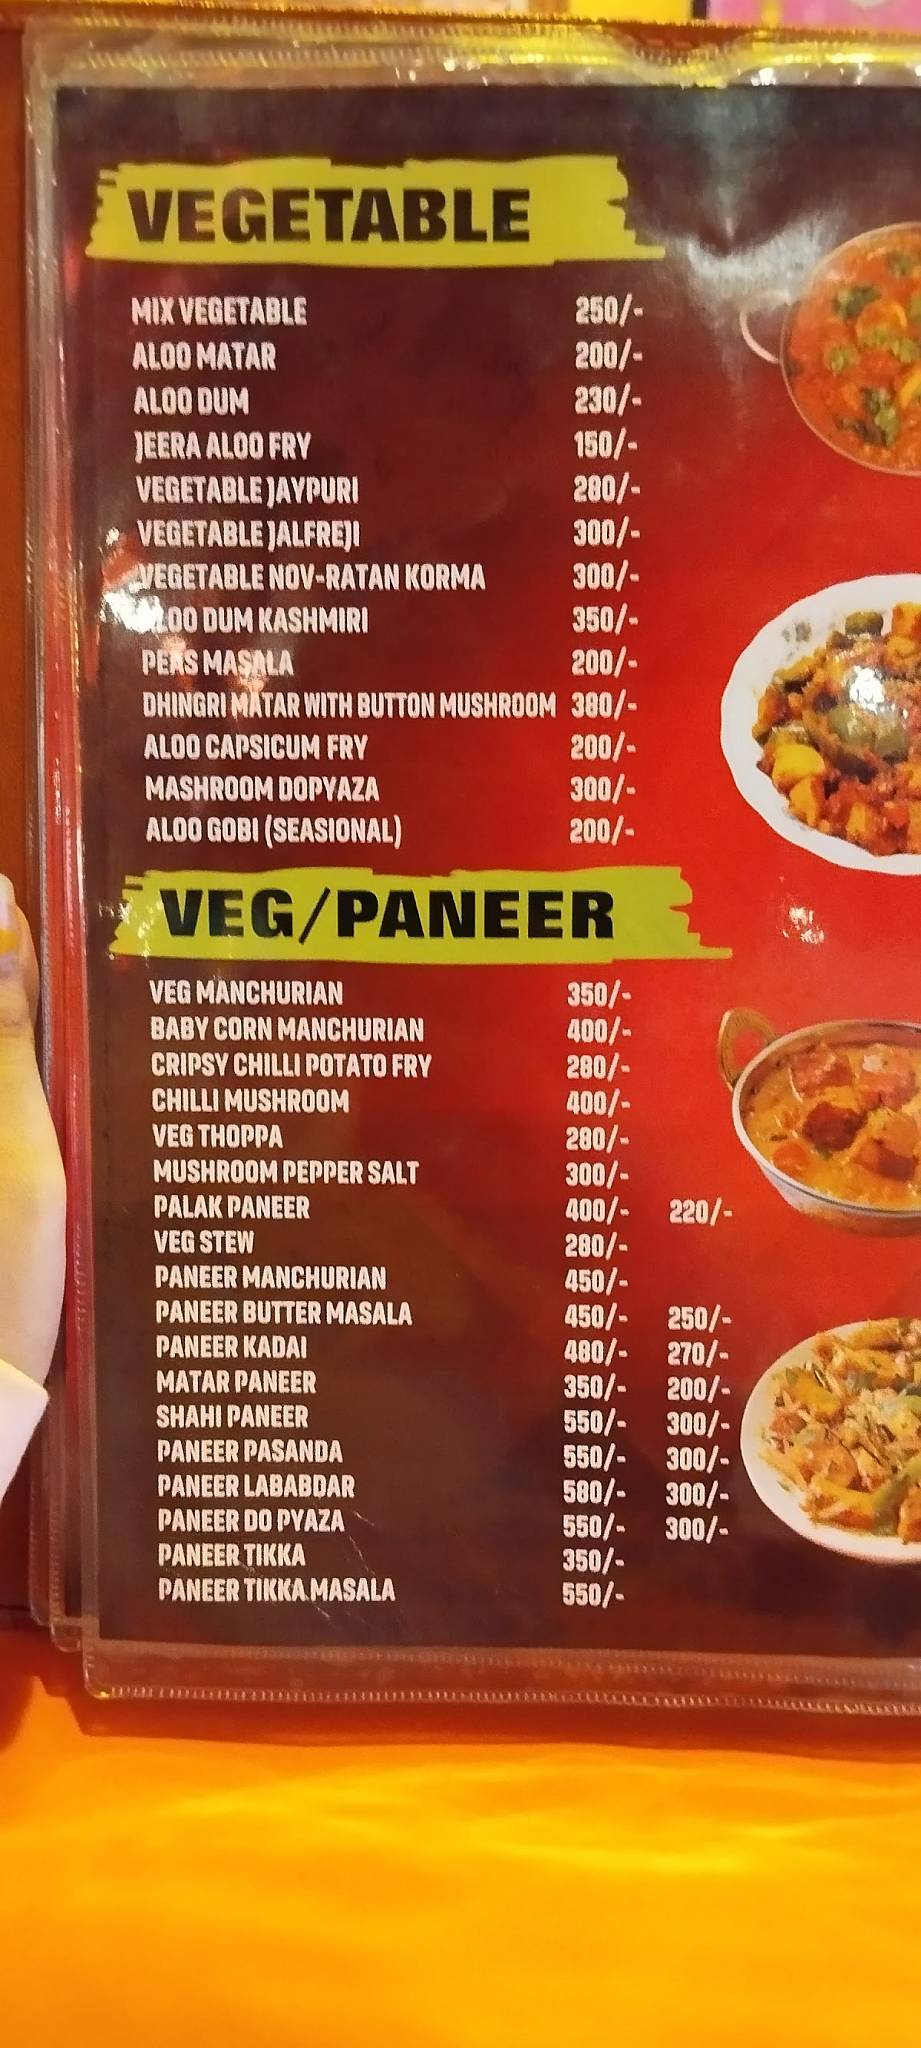 VEGETABLE
MIX VEGETABLE 250/-
ALOO MATAR 200/-
ALOO DUM 230/-
JEERA ALOO FRY 150/-
VEGETABLE JAYPURI 280/-
VEGETABLE JALFREJI 300/-
VEGETABLE NOV-RATAN KORMA 300/-
ALOO DUM KASHMIRI 350/-
PEAS MASALA 200/-
DHINGRI MATAR WITH BUTTON MUSHROOM 380/-
ALOO CAPSICUM FRY 200/-
MASHROOM DOPYAZA 300/-
ALOO GOBI (SEASIONAL) 200/-
VEG/PANEER
VEG MANCHURIAN 350/-
BABY CORN MANCHURIAN 400/-
CRIPSY CHILLI POTATO FRY 280/-
CHILLI MUSHROOM 400/-
VEG THOPPA 280/-
MUSHROOM PEPPER SALT 300/-
PALAK PANEER 400/- 220/-
VEG STEW 280/-
PANEER MANCHURIAN 450/-
PANEER BUTTER MASALA 450/- 250/-
PANEER KADAI 480/- 270/-
MATAR PANEER 350/- 200/-
SHAHI PANEER 550/- 300/-
PANEER PASANDA 550/- 300/-
PANEER LABABDAR 580/- 300/-
PANEER DO PYAZA 550/- 300/-
PANEER TIKKA 350/-
PANEER TIKKA MASALA 550/-